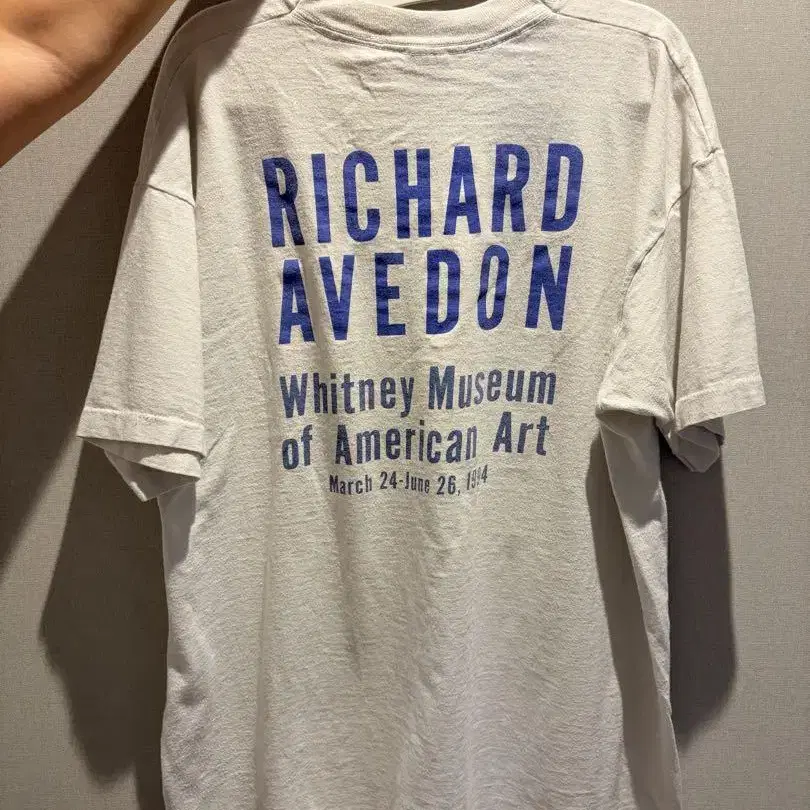 RICHARD
AVEDON
Whitney Museum
of American Art
March 24-June 26, 1994